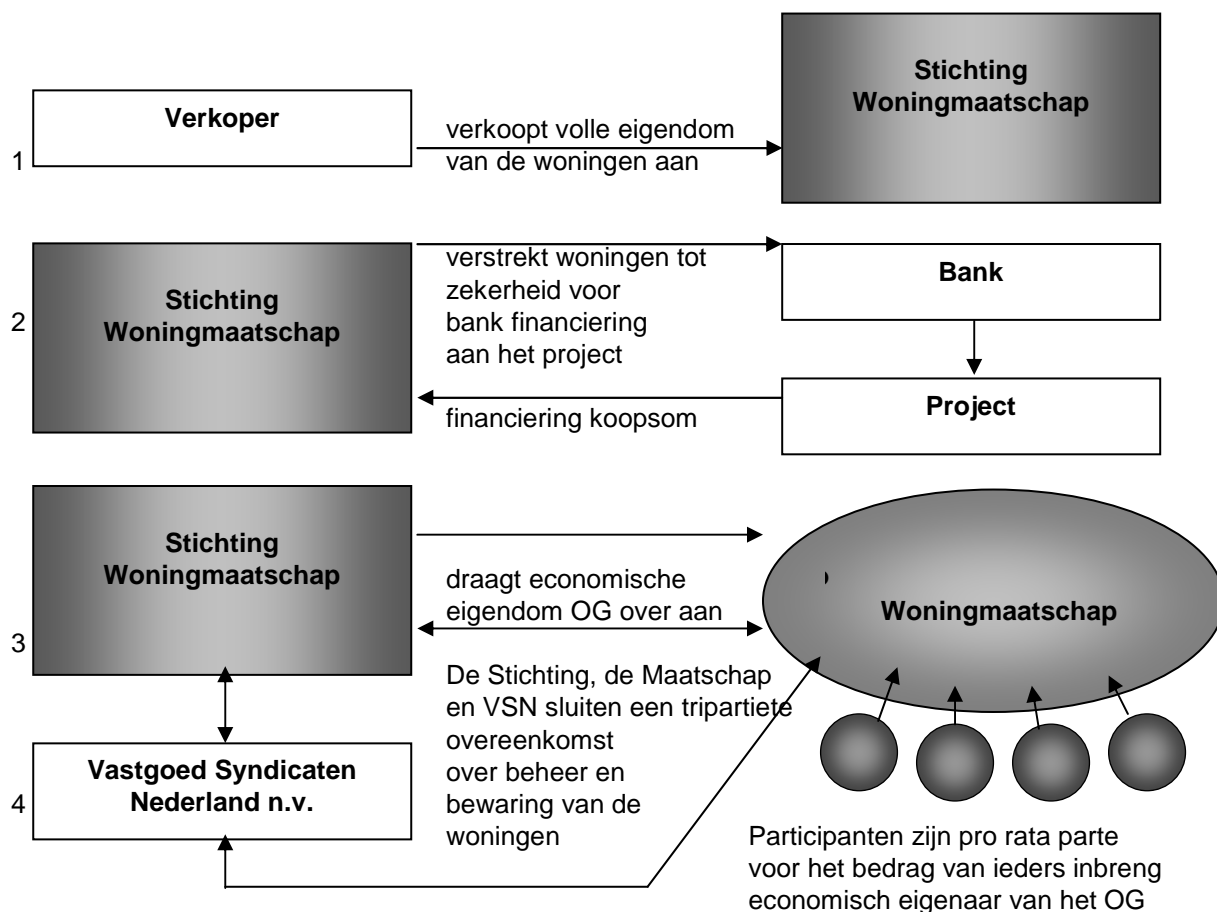 Stichting
Woningmaatschap
Verkoper
1
verkoopt volle eigendom
van de woningen aan
2
Stichting
Woningmaatschap
verstrekt woningen tot
zekerheid voor
bank financiering
aan het project
Bank
financiering koopsom
Project
3
Stichting
Woningmaatschap
draagt economische
eigendom OG over aan
Woningmaatschap
De Stichting, de Maatschap
en VSN sluiten een tripartiete
overeenkomst
over beheer en
bewaring van de
woningen
4
Vastgoed Syndicaten
Nederland n.v.
Participanten zijn pro rata parte
voor het bedrag van ieders inbreng
economisch eigenaar van het OG